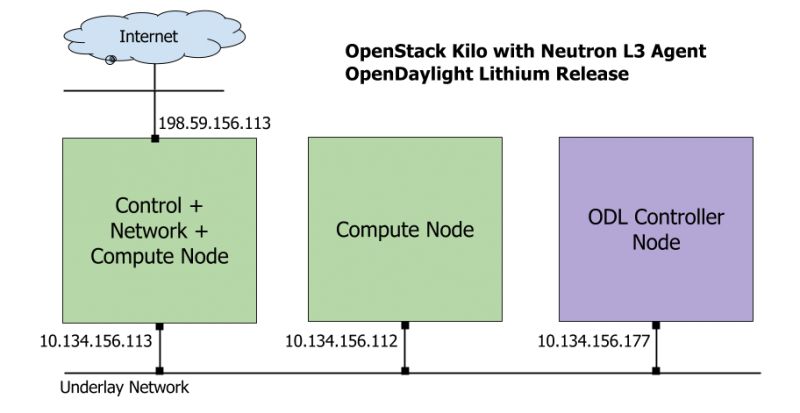 Internet
OpenStack Kilo with Neutron L3 Agent
OpenDaylight Lithium Release
198.59.156.113
Control +
Network +
Compute Node
Compute Node
ODL Controller
Node
10.134.156.113
10.134.156.112
10.134.156.177
Underlay Network